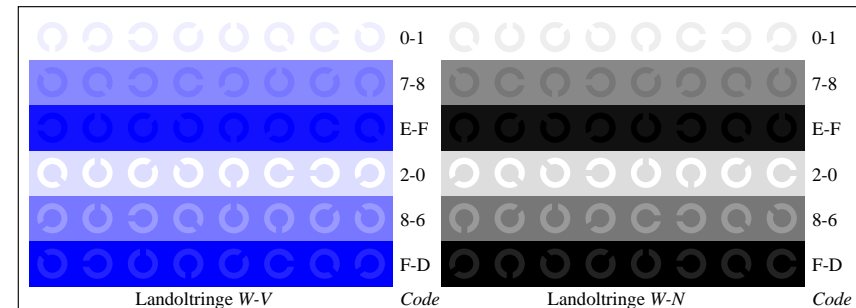 0-1 0-1
7-8 7-8
E-F E-F
2-0 2-0
8-6 8-6
F-D F-D
Landoltringe W-V Code Landoltringe W-N Code